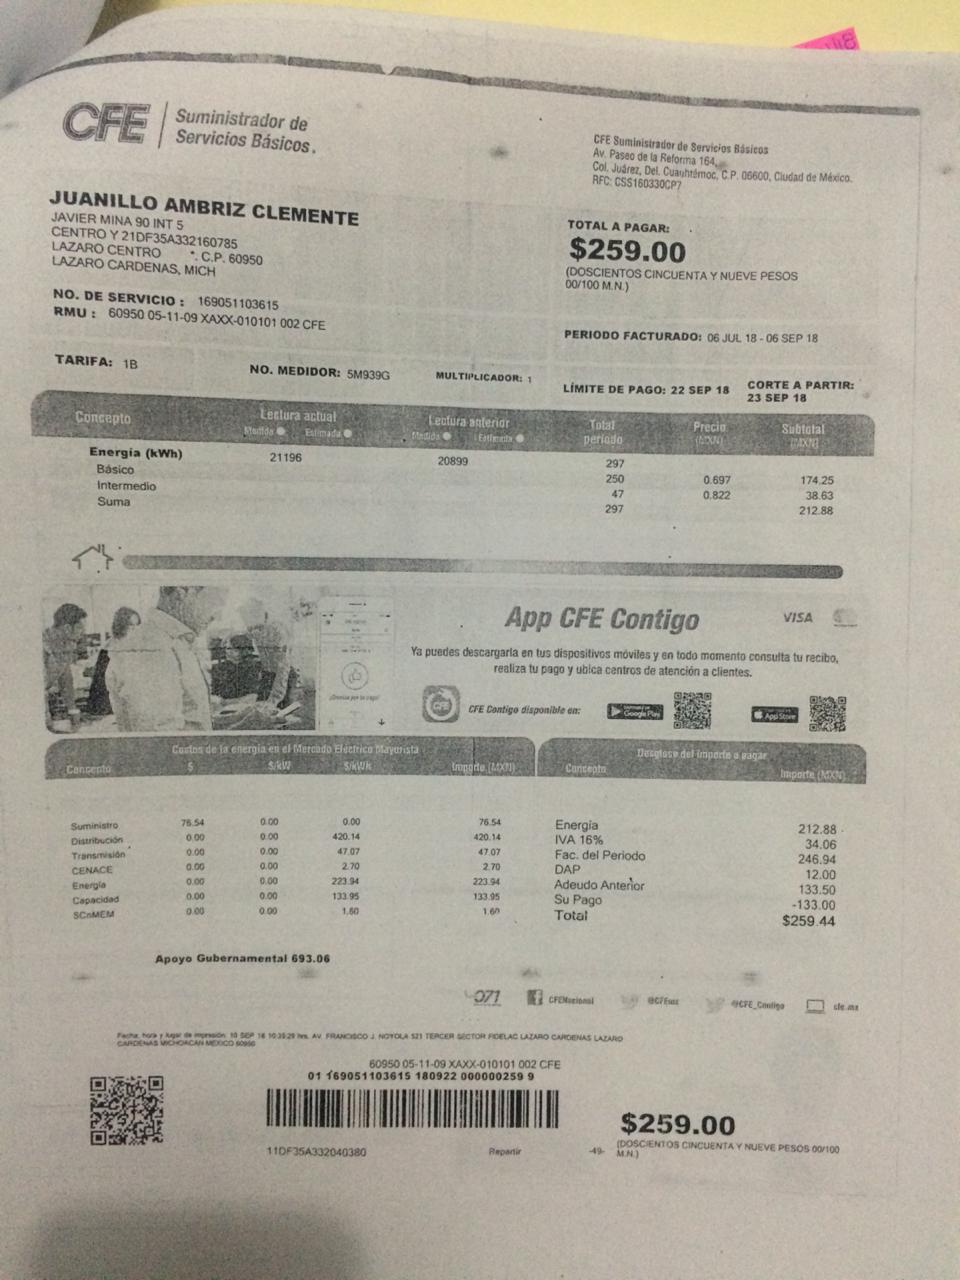 CFE
Suministrador de
Servicios Básicos.
CFE Suministrador de Servicios Básicos
Av. Paseo de la Reforma 164,
Col. Juárez, Del. Cuauhtémoc, C.P. 06600, Ciudad de México.
RFC: CSS160330CP7
JUANILLO AMBRIZ CLEMENTE
JAVIER MINA 90 INT 5
CENTRO Y 21DF35A332160785
LAZARO CENTRO C.P. 60950
LAZARO CARDENAS, MICH
TOTAL A PAGAR:
$259.00
(DOSCIENTOS CINCUENTA Y NUEVE PESOS
00/100 M.N.)
NO. DE SERVICIO : 169051103615
RMU : 60950 05-11-09 XAXX-010101 002 CFE
PERIODO FACTURADO: 06 JUL 18 - 06 SEP 18
TARIFA: 1B NO. MEDIDOR: 5M939G MULTIPLICADOR: 1
LÍMITE DE PAGO: 22 SEP 18 CORTE A PARTIR:
23 SEP 18
Concepto Lectura actual Lectura anterior Total Precio Subtotal
Medida Estimada Medida Estimada periodo (MXN) (MXN)
Energía (kWh) 21196 20899 297
Básico 250 0.697 174.25
Intermedio 47 0.822 38.63
Suma 297 212.88
App CFE Contigo VISA
Ya puedes descargarla en tus dispositivos móviles y en todo momento consulta tu recibo,
realiza tu pago y ubica centros de atención a clientes.
CFE
CFE Contigo disponible en: Google Play App Store
Costos de la energía en el Mercado Eléctrico Mayorista
Concepto $ $/kW $/kWh Importe (MXN)
Suministro 76.54 0.00 0.00 76.54
Distribución 0.00 0.00 420.14 420.14
Transmisión 0.00 0.00 47.07 47.07
CENACE 0.00 0.00 2.70 2.70
Energía 0.00 0.00 223.94 223.94
Capacidad 0.00 0.00 133.95 133.95
SCnMEM 0.00 0.00 1.60 1.60
Apoyo Gubernamental 693.06
Desglose del importe a pagar
Concepto Importe (MXN)
Energía 212.88
IVA 16% 34.06
Fac. del Periodo 246.94
DAP 12.00
Adeudo Anterior 133.50
Su Pago -133.00
Total $259.44
071 CFENacional @CFEmx @CFE_Contigo cfe.mx
Fecha, hora y lugar de impresión: 10 SEP 18 hrs. AV. FRANCISCO J. NOYOLA 521 TERCER SECTOR FIDELAC LAZARO CARDENAS LAZARO
CARDENAS MICHOACAN MEXICO 60950
60950 05-11-09 XAXX-010101 002 CFE
01 169051103615 180922 000000259 9
11DF35A332040380 Repartir -49-
$259.00
(DOSCIENTOS CINCUENTA Y NUEVE PESOS 00/100
M.N.)